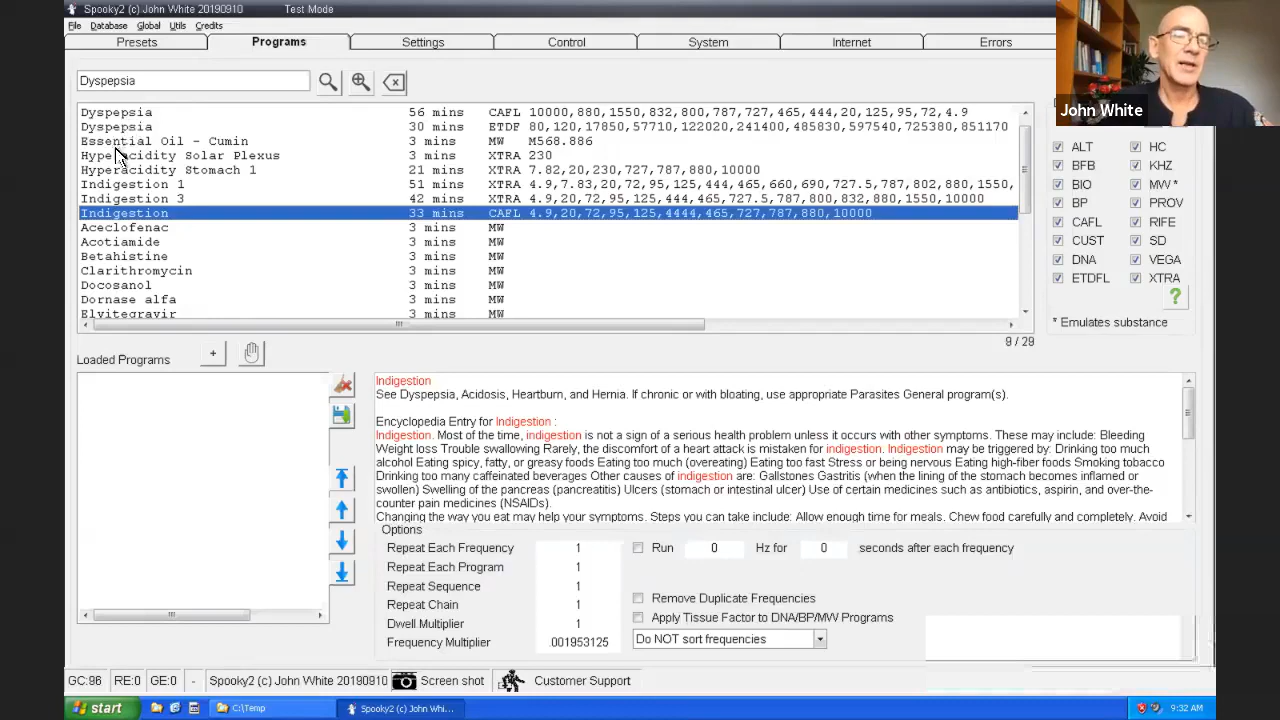 Spooky2 (c) John White 20190910 Test Mode
File Database Global Utils Credits
Presets Programs Settings Control System Internet Errors
John White
Dyspepsia
Dyspepsia 56 mins CAFL 10000,880,1550,832,800,787,727,465,444,20,125,95,72,4.9
Dyspepsia 30 mins ETDF 80,120,17850,57710,122020,241400,485830,597540,725380,851170
Essential Oil - Cumin 3 mins MW M568.886
Hyperacidity Solar Plexus 3 mins XTRA 230
Hyperacidity Stomach 1 21 mins XTRA 7.82,20,230,727,787,880,10000
Indigestion 1 51 mins XTRA 4.9,7.83,20,72,95,125,444,465,660,690,727.5,787,802,880,1550,
Indigestion 3 42 mins XTRA 4.9,20,72,95,125,444,465,727.5,787,800,832,880,1550,10000
Indigestion 33 mins CAFL 4.9,20,72,95,125,4444,465,727,787,880,10000
Aceclofenac 3 mins MW
Acotiamide 3 mins MW
Betahistine 3 mins MW
Clarithromycin 3 mins MW
Docosanol 3 mins MW
Dornase alfa 3 mins MW
Elvitegravir 3 mins MW
ALT HC
BFB KHZ
BIO MW *
BP PROV
CAFL RIFE
CUST SD
DNA VEGA
ETDFL XTRA
?
* Emulates substance
9 / 29
Loaded Programs +
Indigestion
See Dyspepsia, Acidosis, Heartburn, and Hernia. If chronic or with bloating, use appropriate Parasites General program(s).
Encyclopedia Entry for Indigestion :
Indigestion. Most of the time, indigestion is not a sign of a serious health problem unless it occurs with other symptoms. These may include: Bleeding
Weight loss Trouble swallowing Rarely, the discomfort of a heart attack is mistaken for indigestion. Indigestion may be triggered by: Drinking too much
alcohol Eating spicy, fatty, or greasy foods Eating too much (overeating) Eating too fast Stress or being nervous Eating high-fiber foods Smoking tobacco
Drinking too many caffeinated beverages Other causes of indigestion are: Gallstones Gastritis (when the lining of the stomach becomes inflamed or
swollen) Swelling of the pancreas (pancreatitis) Ulcers (stomach or intestinal ulcer) Use of certain medicines such as antibiotics, aspirin, and over-the-
counter pain medicines (NSAIDs).
Changing the way you eat may help your symptoms. Steps you can take include: Allow enough time for meals. Chew food carefully and completely. Avoid
Options
Repeat Each Frequency 1 Run 0 Hz for 0 seconds after each frequency
Repeat Each Program 1
Repeat Sequence 1
Repeat Chain 1 Remove Duplicate Frequencies
Dwell Multiplier 1 Apply Tissue Factor to DNA/BP/MW Programs
Frequency Multiplier .001953125 Do NOT sort frequencies
GC:96 RE:0 GE:0 - Spooky2 (c) John White 20190910 Screen shot Customer Support
start C:\Temp Spooky2 (c) John Whi... 9:32 AM